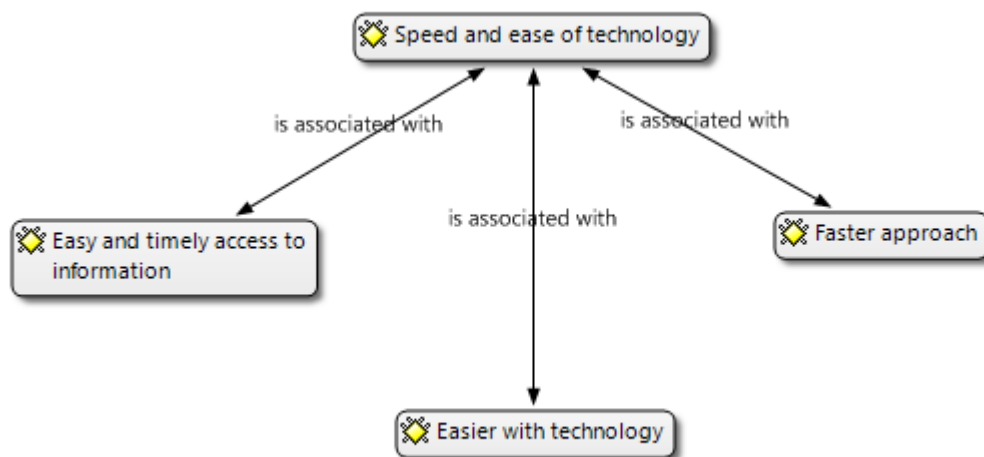 Speed and ease of technology
is associated with
is associated with
is associated with
Easy and timely access to
information
Faster approach
Easier with technology